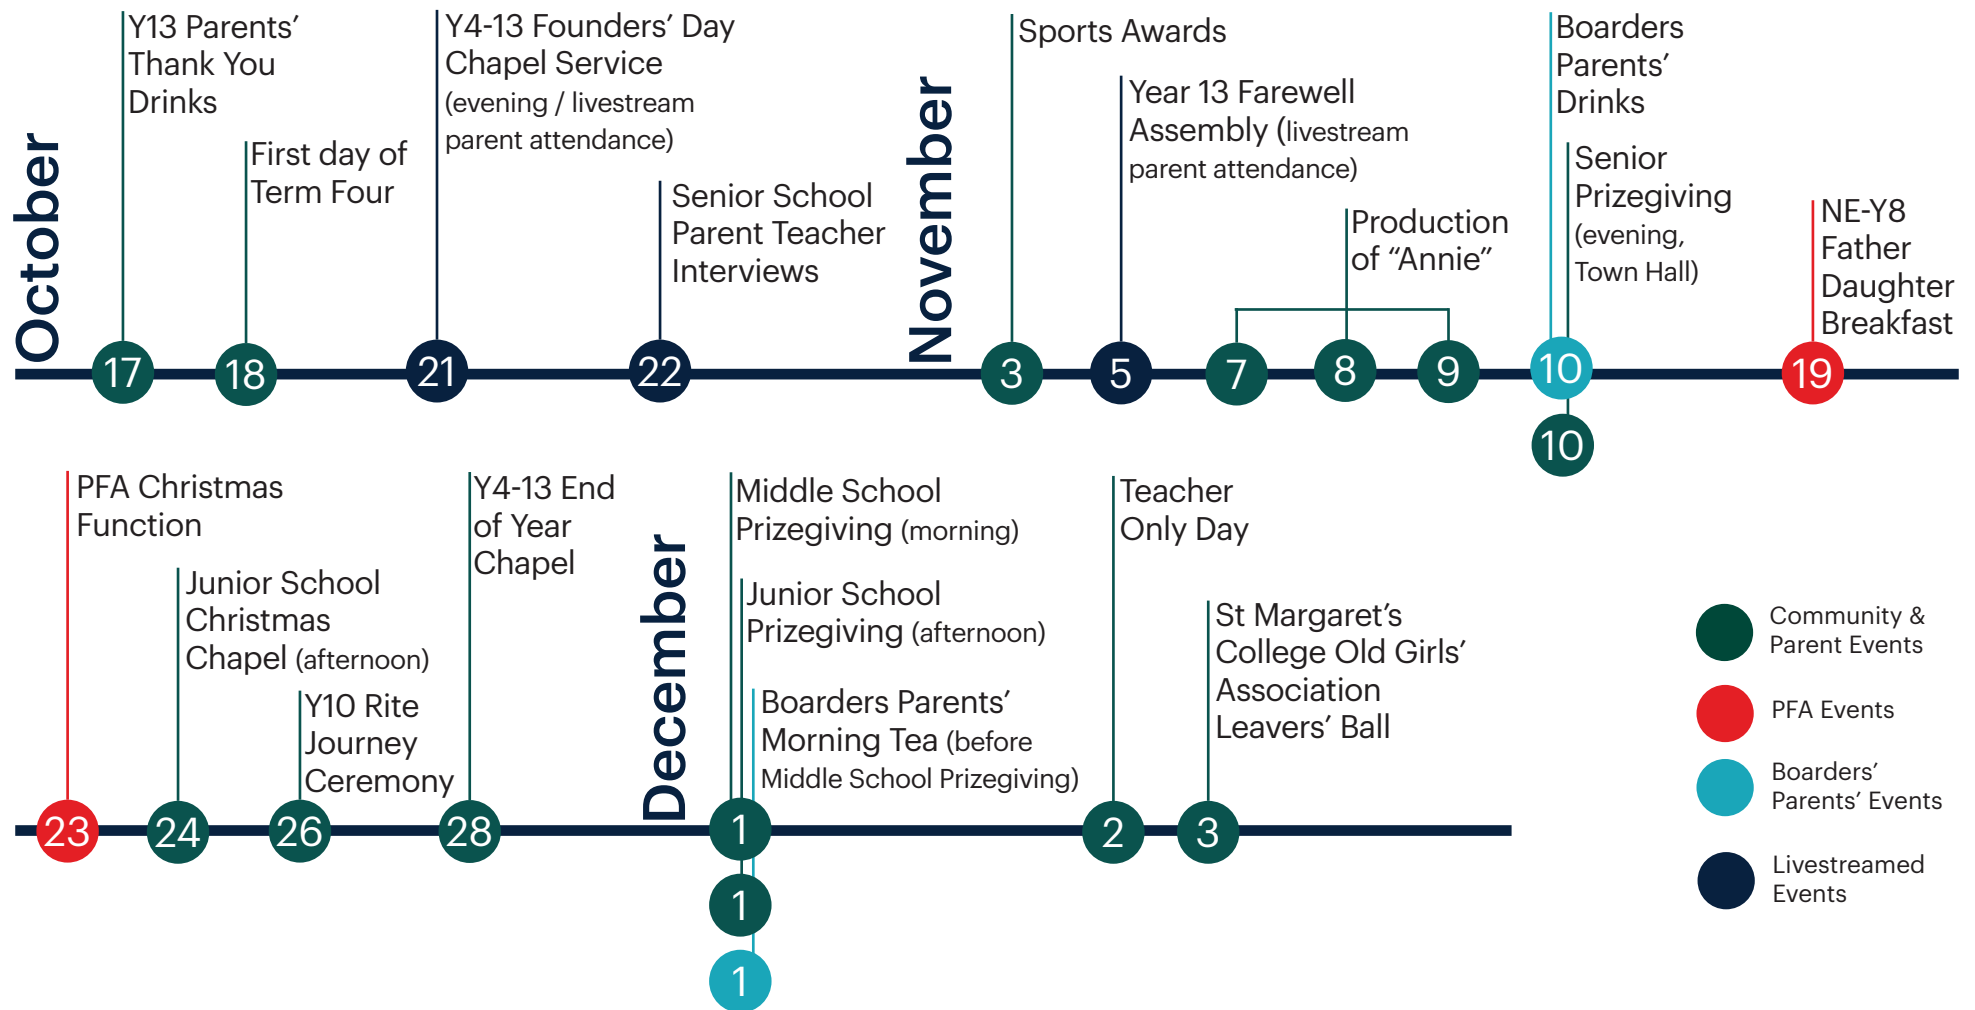 October
Y13 Parents’
Thank You
Drinks
17
First day of
Term Four
18
Y4-13 Founders’ Day
Chapel Service
(evening / livestream
parent attendance)
21
Senior School
Parent Teacher
Interviews
22
November
Sports Awards
3
Year 13 Farewell
Assembly (livestream
parent attendance)
5
Production
of “Annie”
7
8
9
Boarders
Parents’
Drinks
10
Senior
Prizegiving
(evening,
Town Hall)
10
NE-Y8
Father
Daughter
Breakfast
19
PFA Christmas
Function
23
Junior School
Christmas
Chapel (afternoon)
24
Y10 Rite
Journey
Ceremony
26
Y4-13 End
of Year
Chapel
28
December
Middle School
Prizegiving (morning)
1
Junior School
Prizegiving (afternoon)
1
Boarders Parents’
Morning Tea (before
Middle School Prizegiving)
1
Teacher
Only Day
2
St Margaret’s
College Old Girls’
Association
Leavers’ Ball
3
Community &
Parent Events
PFA Events
Boarders’
Parents’ Events
Livestreamed
Events